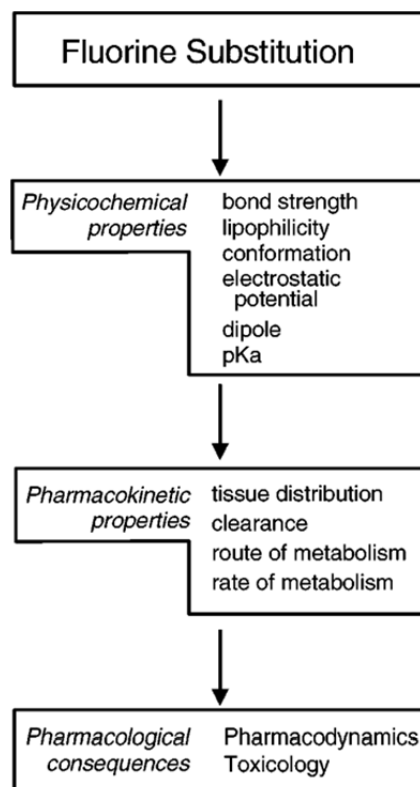 Fluorine Substitution
Physicochemical
properties
bond strength
lipophilicity
conformation
electrostatic
potential
dipole
pKa
Pharmacokinetic
properties
tissue distribution
clearance
route of metabolism
rate of metabolism
Pharmacological
consequences
Pharmacodynamics
Toxicology